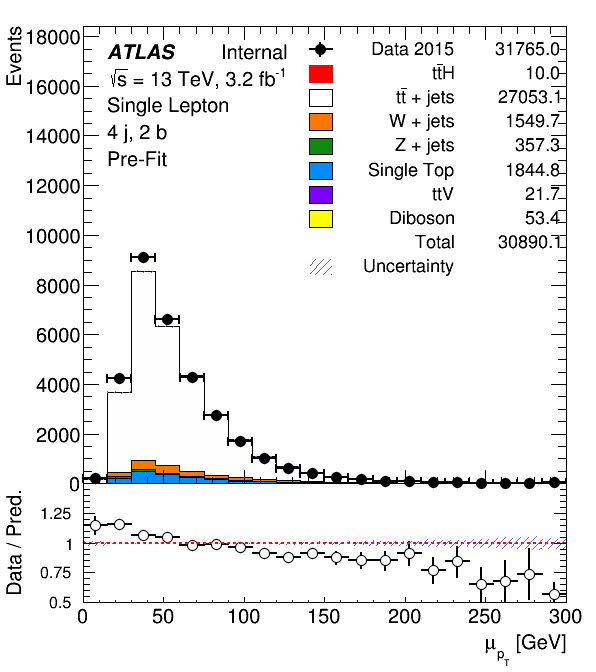 Events
ATLAS Internal
√s = 13 TeV, 3.2 fb⁻¹
Single Lepton
4 j, 2 b
Pre-Fit
Data 2015 31765.0
tt̄H 10.0
tt̄ + jets 27053.1
W + jets 1549.7
Z + jets 357.3
Single Top 1844.8
ttV 21.7
Diboson 53.4
Total 30890.1
Uncertainty
18000
16000
14000
12000
10000
8000
6000
4000
2000
0
Data / Pred.
1.25
1
0.75
0.5
0 50 100 150 200 250 300
μ_p_T [GeV]